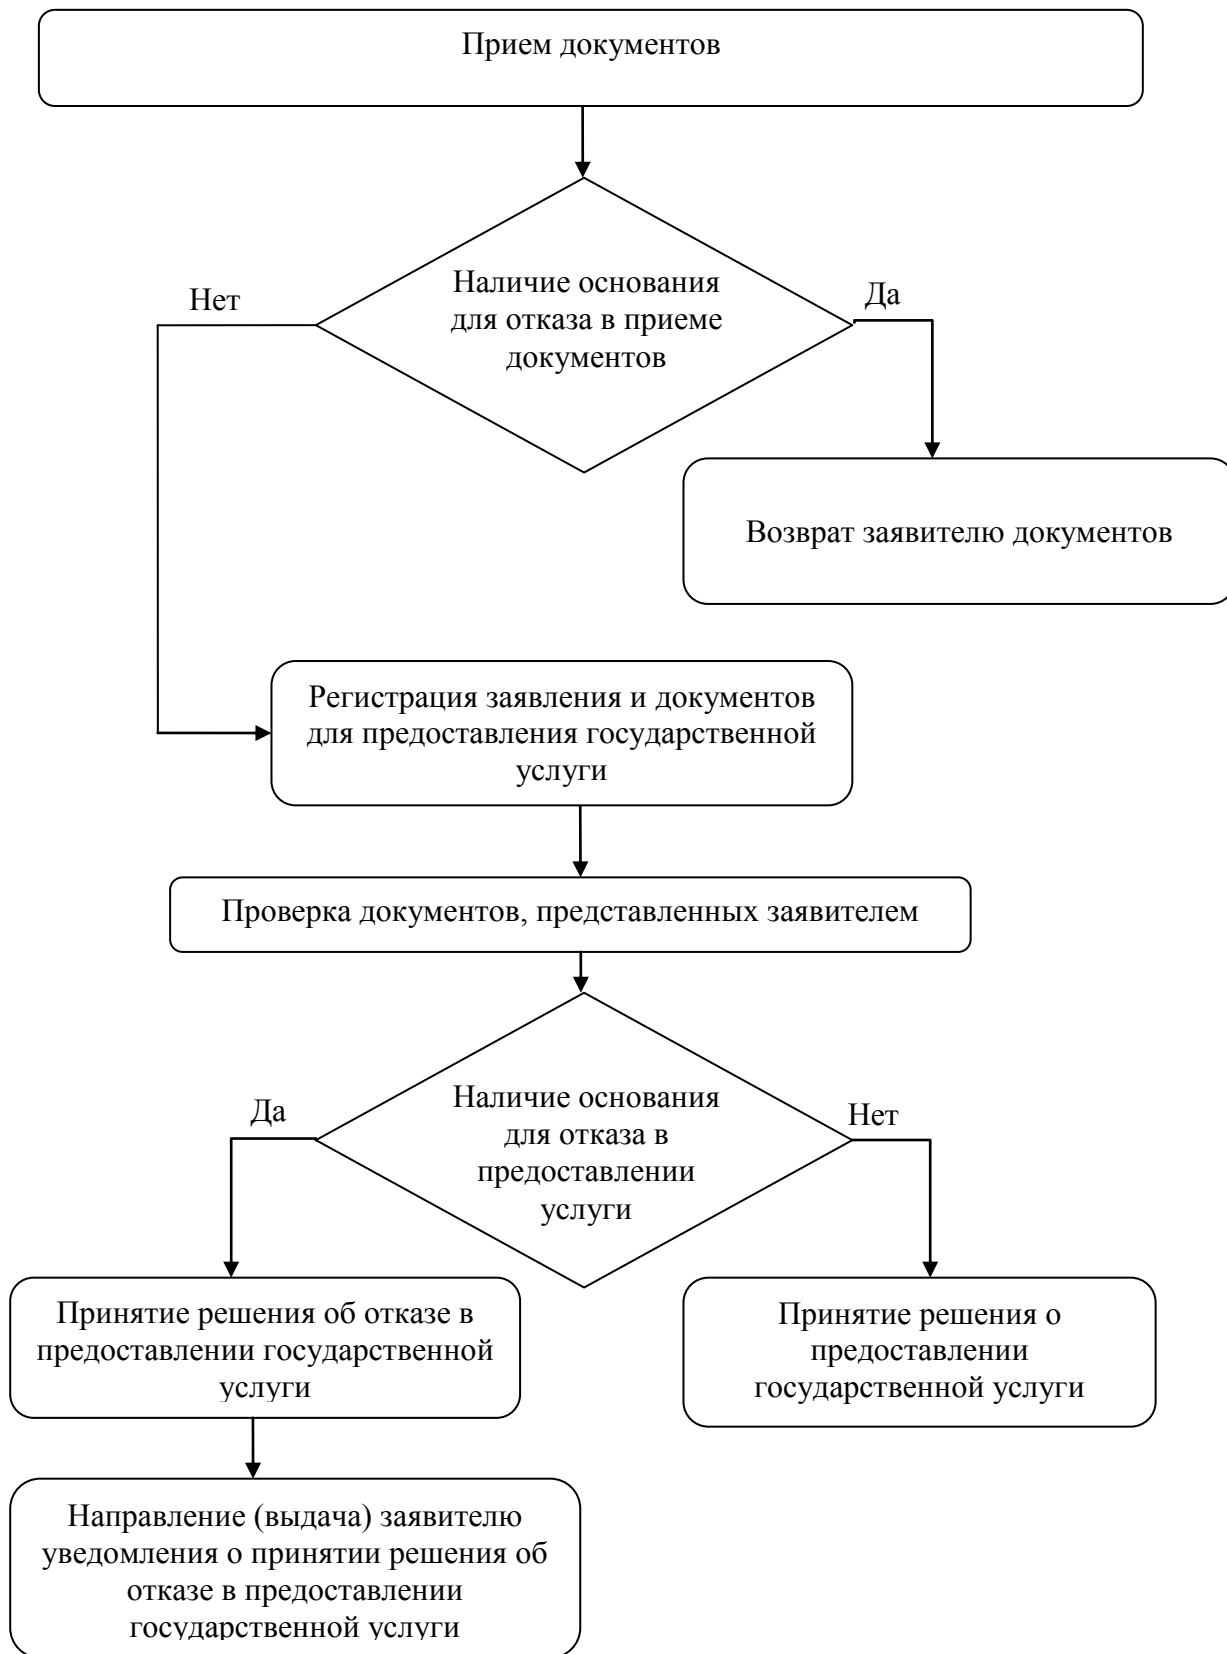 Прием документов
Наличие основания
для отказа в приеме
документов
Нет
Да
Возврат заявителю документов
Регистрация заявления и документов
для предоставления государственной
услуги
Проверка документов, представленных заявителем
Наличие основания
для отказа в
предоставлении
услуги
Да
Нет
Принятие решения об отказе в
предоставлении государственной
услуги
Принятие решения о
предоставлении
государственной услуги
Направление (выдача) заявителю
уведомления о принятии решения об
отказе в предоставлении
государственной услуги